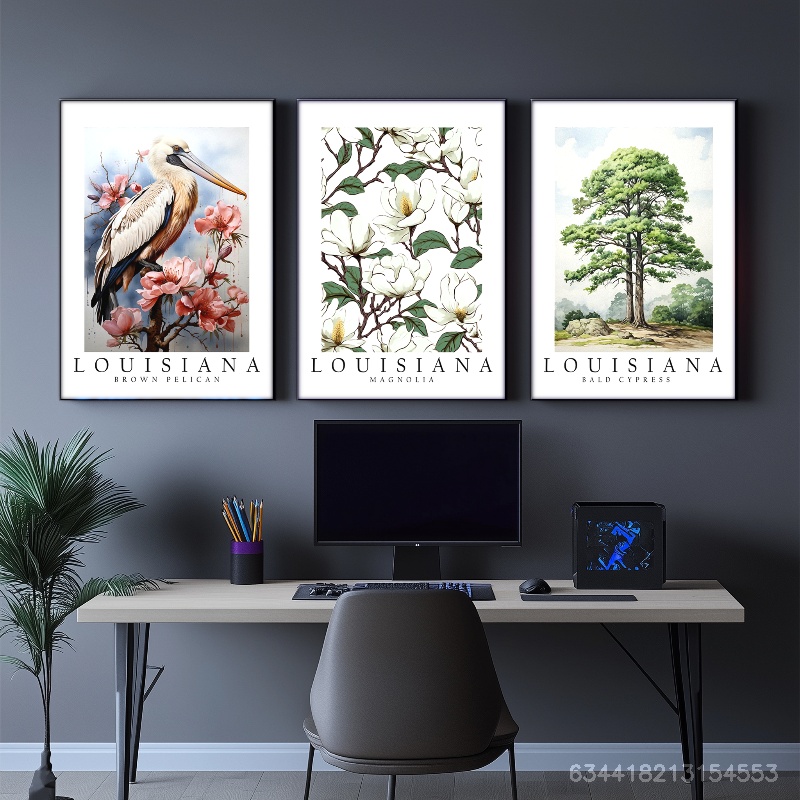 LOUISIANA
BROWN PELICAN
LOUISIANA
MAGNOLIA
LOUISIANA
BALD CYPRESS
634418213154553